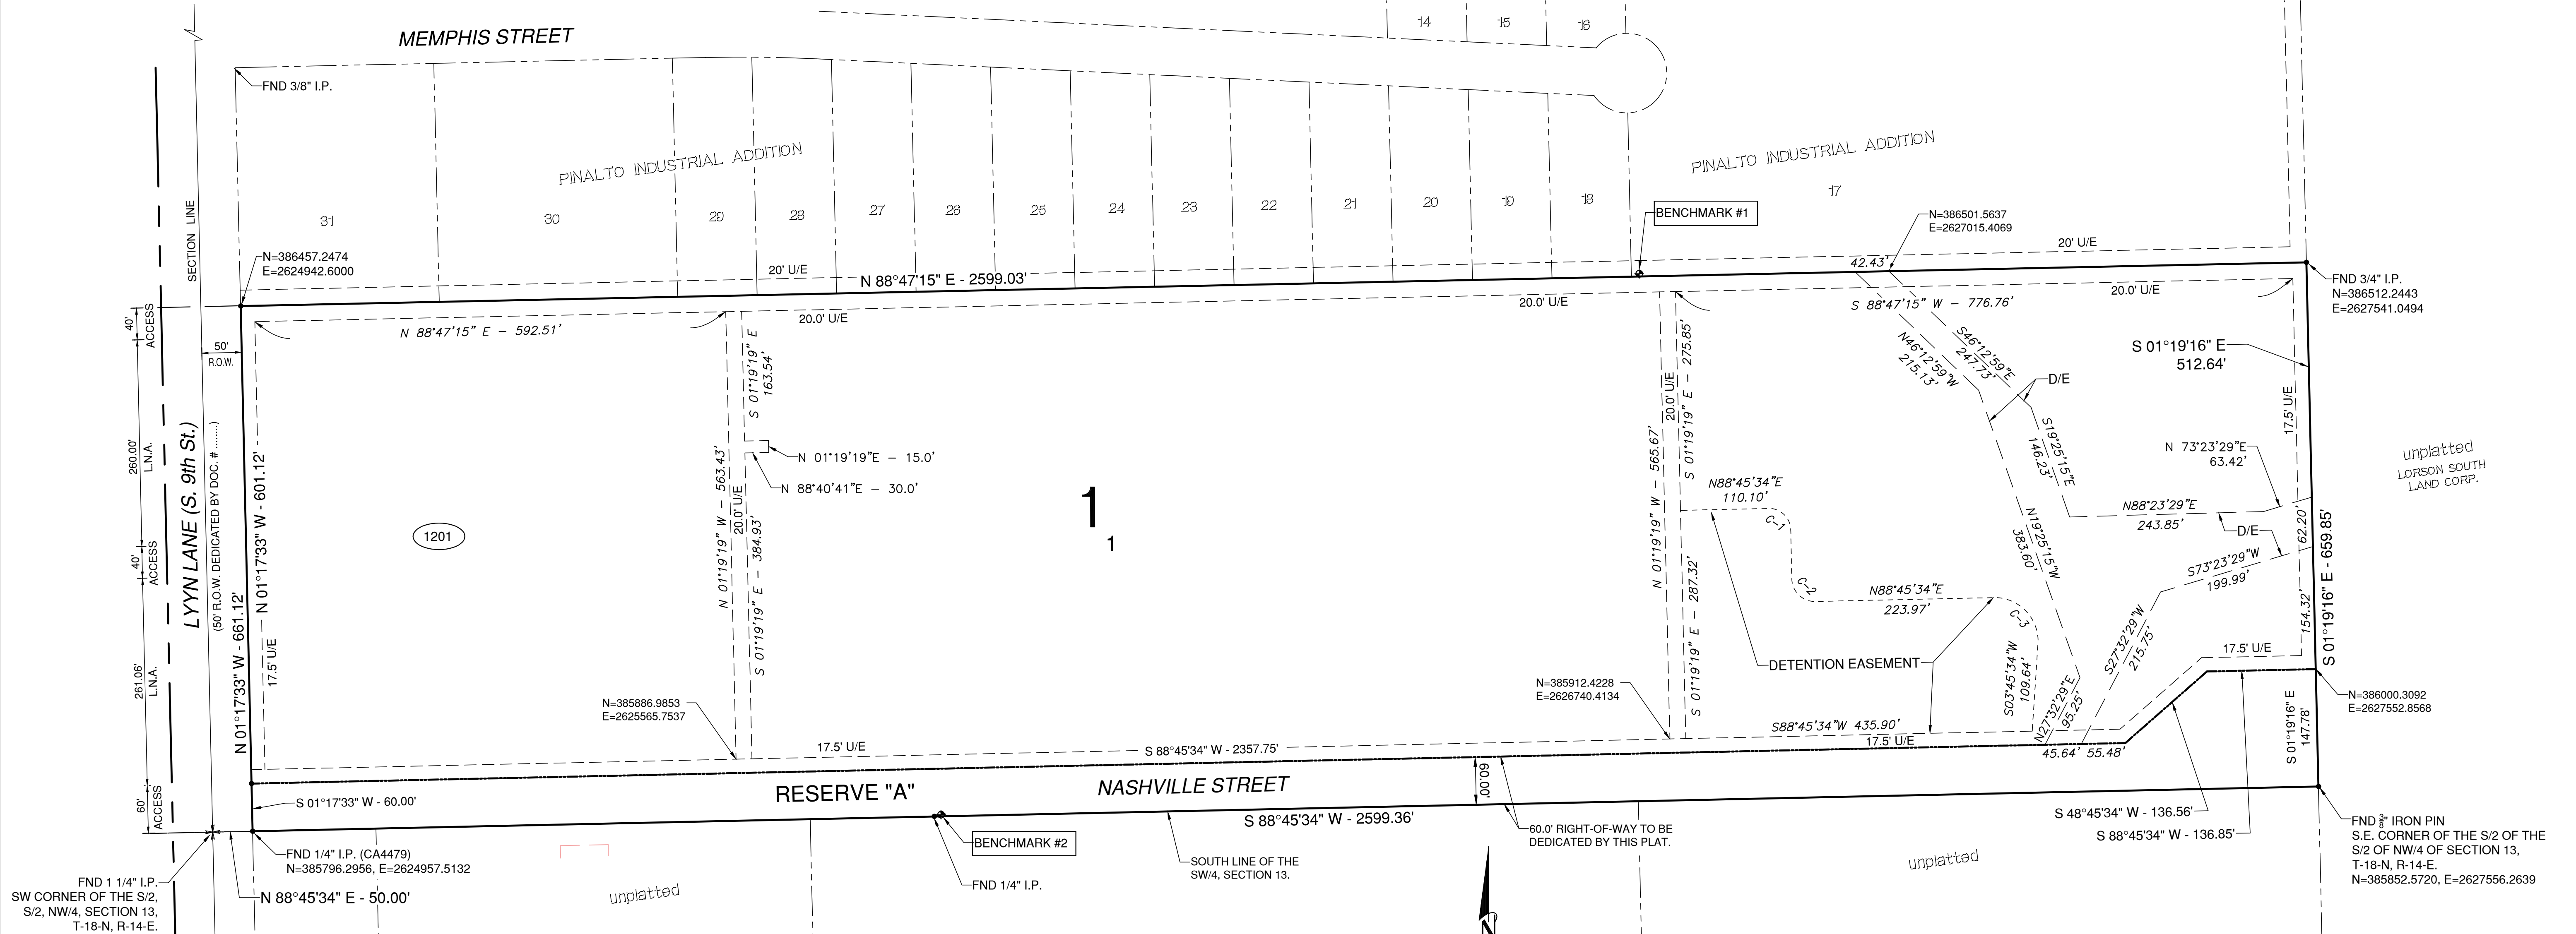 MEMPHIS STREET
14
15
16
FND 3/8" I.P.
PINALTO INDUSTRIAL ADDITION
PINALTO INDUSTRIAL ADDITION
31
30
29
28
27
26
25
24
23
22
21
20
19
18
17
SECTION LINE
BENCHMARK #1
N=386501.5637
E=2627015.4069
N=386457.2474
E=2624942.6000
20' U/E
N 88°47'15" E - 2599.03'
42.43'
20' U/E
FND 3/4" I.P.
N=386512.2443
E=2627541.0494
40'
ACCESS
50'
R.O.W.
N 88°47'15" E - 592.51'
20.0' U/E
20.0' U/E
S 88°47'15" W - 776.76'
20.0' U/E
S 01°19'19" E
163.54'
20.0' U/E
S 01°19'19" E - 275.85'
N46°12'59"W
215.13'
S46°12'59"E
247.73'
S 01°19'16" E
512.64'
D/E
17.5' U/E
260.00'
L.N.A.
LYYN LANE (S. 9th St.)
(50' R.O.W. DEDICATED BY DOC. # ........)
N 01°17'33" W - 601.12'
N 01°17'33" W - 661.12'
17.5' U/E
1201
N 01°19'19" W - 563.43'
20.0' U/E
S 01°19'19" E - 384.93'
N 01°19'19"E - 15.0'
N 88°40'41"E - 30.0'
1
1
N 01°19'19" W - 565.67'
S 01°19'19" E - 287.32'
N88°45'34"E
110.10'
C-1
C-2
N88°45'34"E
223.97'
C-3
S19°25'15"E
146.23'
N19°25'15"W
383.60'
N 73°23'29"E
63.42'
N88°23'29"E
243.85'
D/E
S73°23'29"W
199.99'
62.20'
154.32'
S 01°19'16" E - 659.85'
unplatted
LORSON SOUTH
LAND CORP.
40'
ACCESS
261.06'
L.N.A.
DETENTION EASEMENT
S03°45'34"W
109.64'
N27°32'29"E
95.25'
S27°32'29"W
215.75'
17.5' U/E
N=385886.9853
E=2625565.7537
N=385912.4228
E=2626740.4134
N=386000.3092
E=2627552.8568
17.5' U/E
S 88°45'34" W - 2357.75'
S88°45'34"W 435.90'
17.5' U/E
45.64'
55.48'
S 01°19'16" E
147.78'
60'
ACCESS
S 01°17'33" W - 60.00'
RESERVE "A"
NASHVILLE STREET
60.00'
S 88°45'34" W - 2599.36'
S 48°45'34" W - 136.56'
S 88°45'34" W - 136.85'
BENCHMARK #2
60.0' RIGHT-OF-WAY TO BE
DEDICATED BY THIS PLAT.
FND 1/4" I.P. (CA4479)
N=385796.2956, E=2624957.5132
SOUTH LINE OF THE
SW/4, SECTION 13.
FND 1/4" I.P.
FND 3/8" IRON PIN
S.E. CORNER OF THE S/2 OF THE
S/2 OF NW/4 OF SECTION 13,
T-18-N, R-14-E.
N=385852.5720, E=2627556.2639
FND 1 1/4" I.P.
SW CORNER OF THE S/2,
S/2, NW/4, SECTION 13,
T-18-N, R-14-E.
N 88°45'34" E - 50.00'
unplatted
unplatted
N